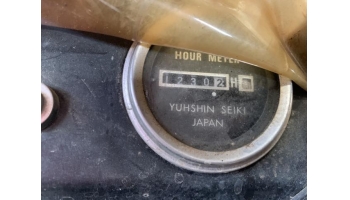 HOUR METER
12302 H
YUHSHIN SEIKI
JAPAN